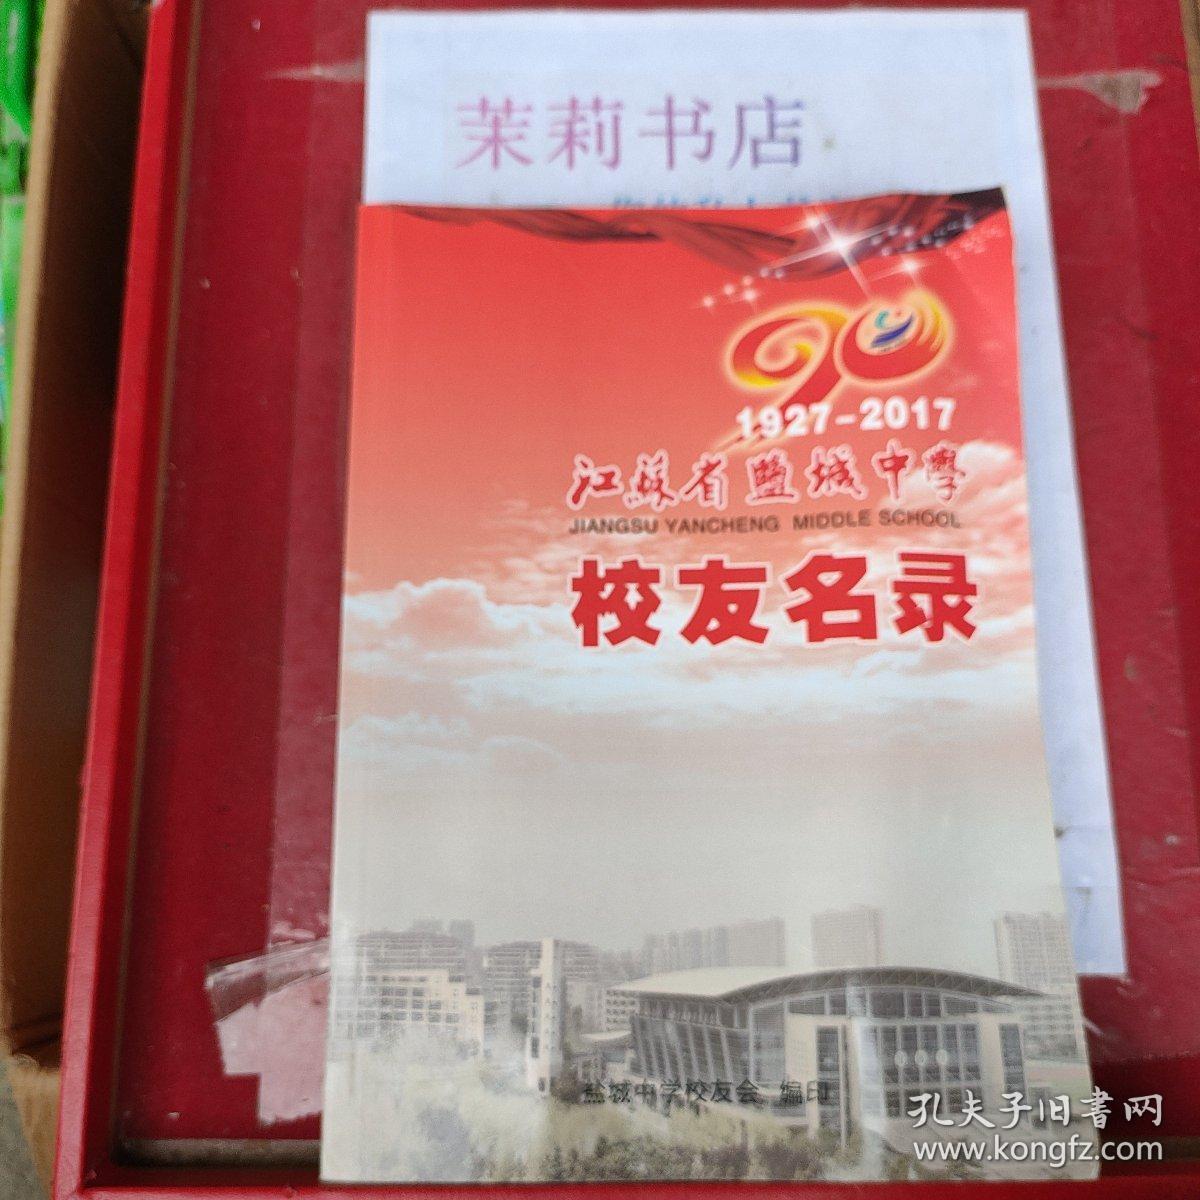 茉莉书店
90
1927-2017
江蘇省鹽城中學
JIANGSU YANCHENG MIDDLE SCHOOL
校友名录
盐城中学校友会 编印
孔夫子旧書网
www.kongfz.com